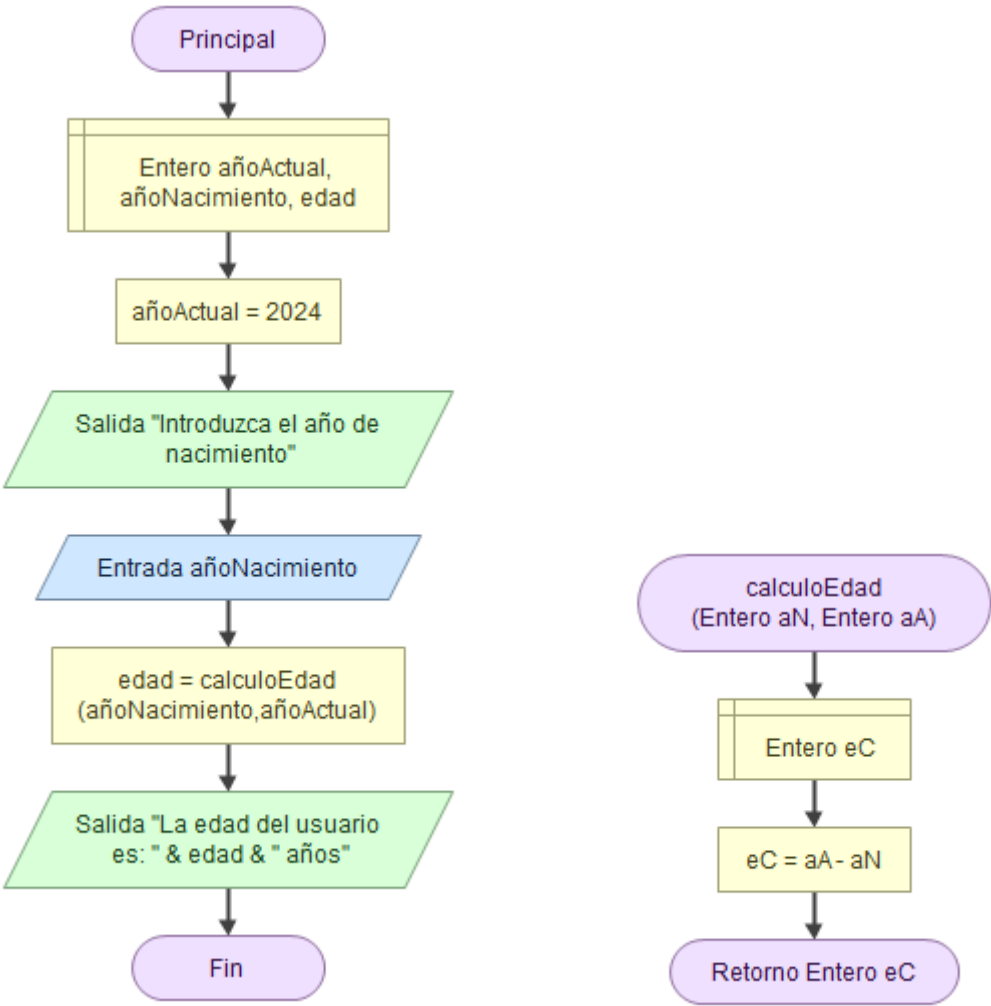 Principal
Entero añoActual,
añoNacimiento, edad
añoActual = 2024
Salida "Introduzca el año de
nacimiento"
Entrada añoNacimiento
edad = calculoEdad
(añoNacimiento,añoActual)
Salida "La edad del usuario
es: " & edad & " años"
Fin
calculoEdad
(Entero aN, Entero aA)
Entero eC
eC = aA - aN
Retorno Entero eC